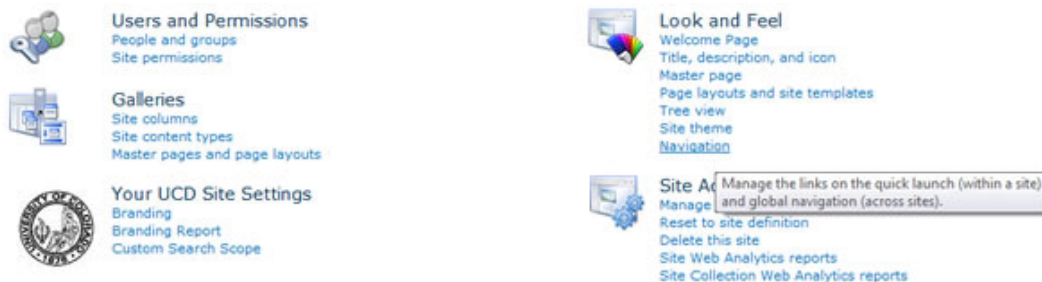 Users and Permissions
People and groups
Site permissions
Galleries
Site columns
Site content types
Master pages and page layouts
Your UCD Site Settings
Branding
Branding Report
Custom Search Scope
UNIVERSITY OF COLORADO
1876
Look and Feel
Welcome Page
Title, description, and icon
Master page
Page layouts and site templates
Tree view
Site theme
Navigation
Site
Manage the links on the quick launch (within a site)
and global navigation (across sites).
Manage
Reset to site definition
Delete this site
Site Web Analytics reports
Site Collection Web Analytics reports